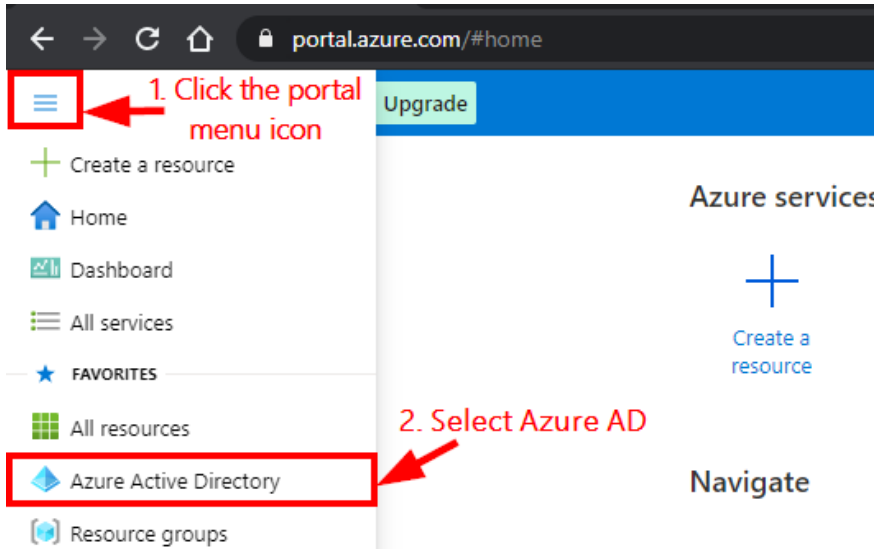 portal.azure.com/#home
1. Click the portal
menu icon
Upgrade
Create a resource
Home
Dashboard
All services
FAVORITES
All resources
Azure Active Directory
Resource groups
Azure services
Create a
resource
2. Select Azure AD
Navigate